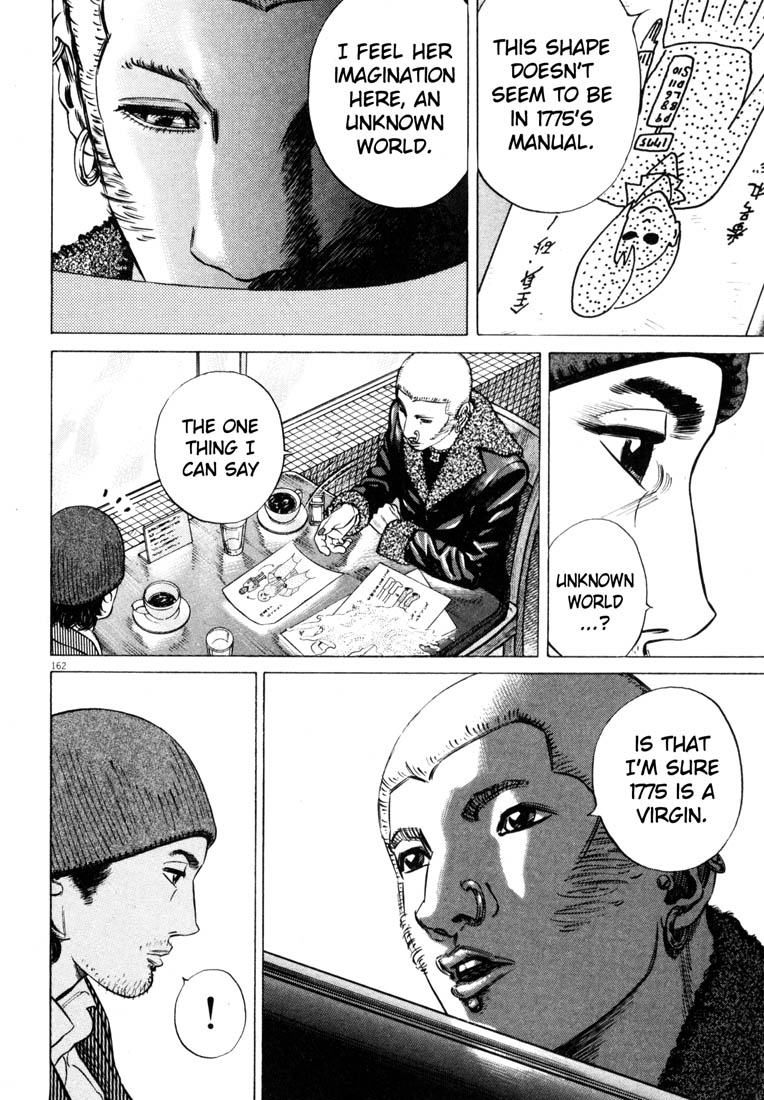 THIS SHAPE
DOESN'T
SEEM TO BE
IN 1775'S
MANUAL.
I FEEL HER
IMAGINATION
HERE, AN
UNKNOWN
WORLD.
UNKNOWN
WORLD
...?
THE ONE
THING I
CAN SAY
162
IS THAT
I'M SURE
1775 IS A
VIRGIN.
!